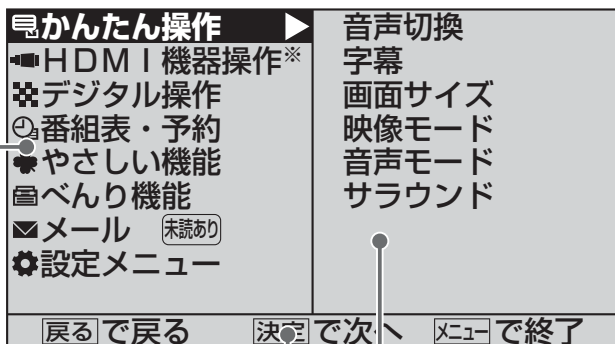 かんたん操作
HDMI機器操作※
デジタル操作
番組表・予約
やさしい機能
べんり機能
メール 未読あり
設定メニュー
音声切換
字幕
画面サイズ
映像モード
音声モード
サラウンド
戻るで戻る 決定で次へ メニューで終了